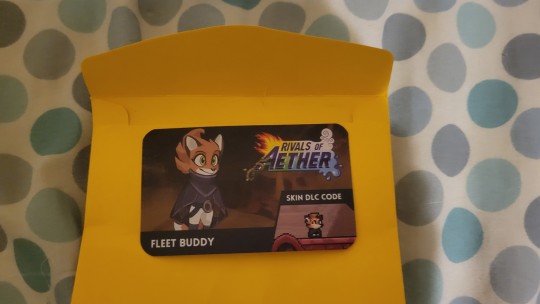 RIVALS OF
AETHER
SKIN DLC CODE
FLEET BUDDY